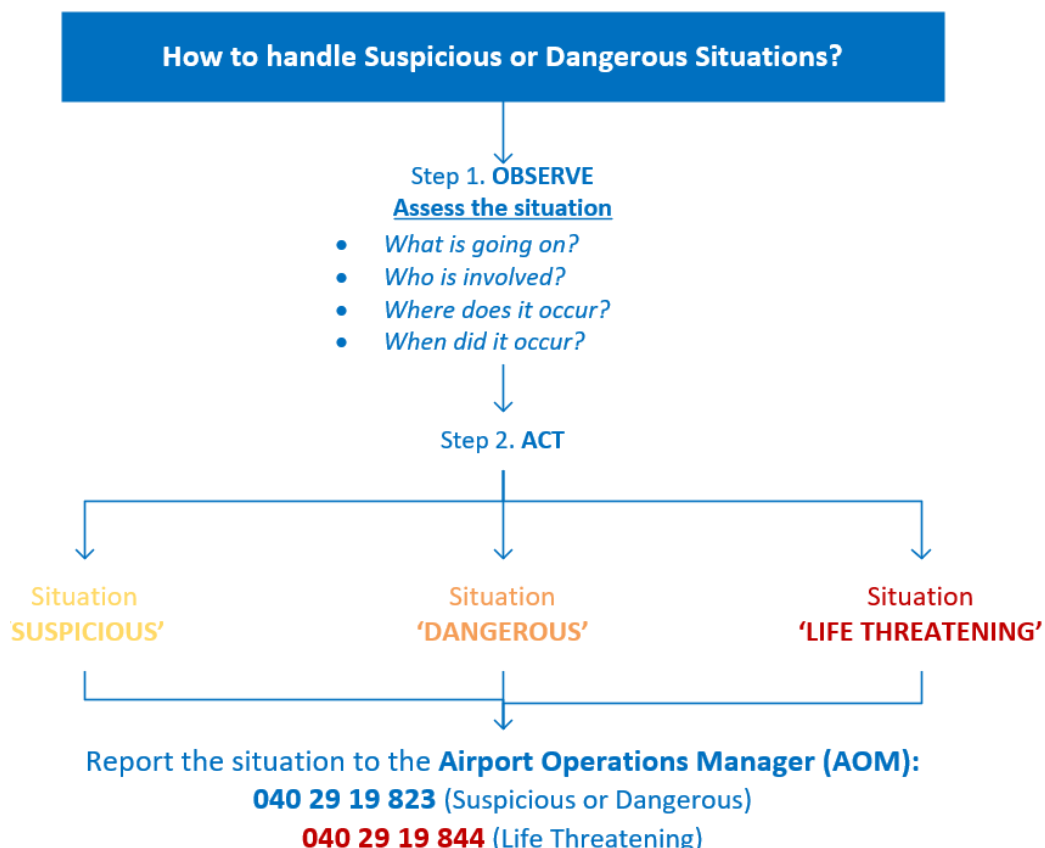 How to handle Suspicious or Dangerous Situations?
Step 1. OBSERVE
Assess the situation
• What is going on?
• Who is involved?
• Where does it occur?
• When did it occur?
Step 2. ACT
Situation
SUSPICIOUS’
Situation
‘DANGEROUS’
Situation
‘LIFE THREATENING’
Report the situation to the Airport Operations Manager (AOM):
040 29 19 823 (Suspicious or Dangerous)
040 29 19 844 (Life Threatening)